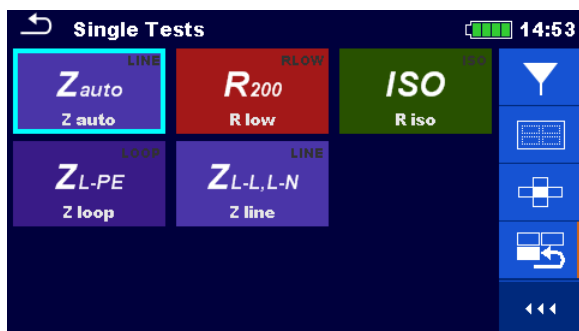 Single Tests 14:53
LINE RLOW ISO
Zauto R200 ISO
Z auto R low R iso
LOOP LINE
ZL-PE ZL-L,L-N
Z loop Z line